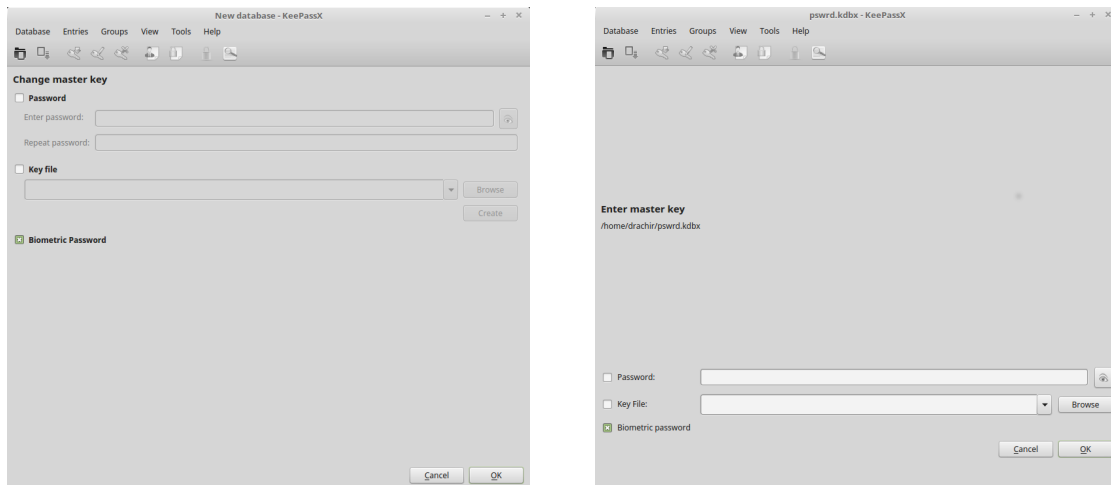 New database - KeePassX
Database Entries Groups View Tools Help
Change master key
Password
Enter password:
Repeat password:
Key file
Browse
Create
Biometric Password
Cancel OK
pswrd.kdbx - KeePassX
Database Entries Groups View Tools Help
Enter master key
/home/drachir/pswrd.kdbx
Password:
Key File:
Browse
Biometric password
Cancel OK